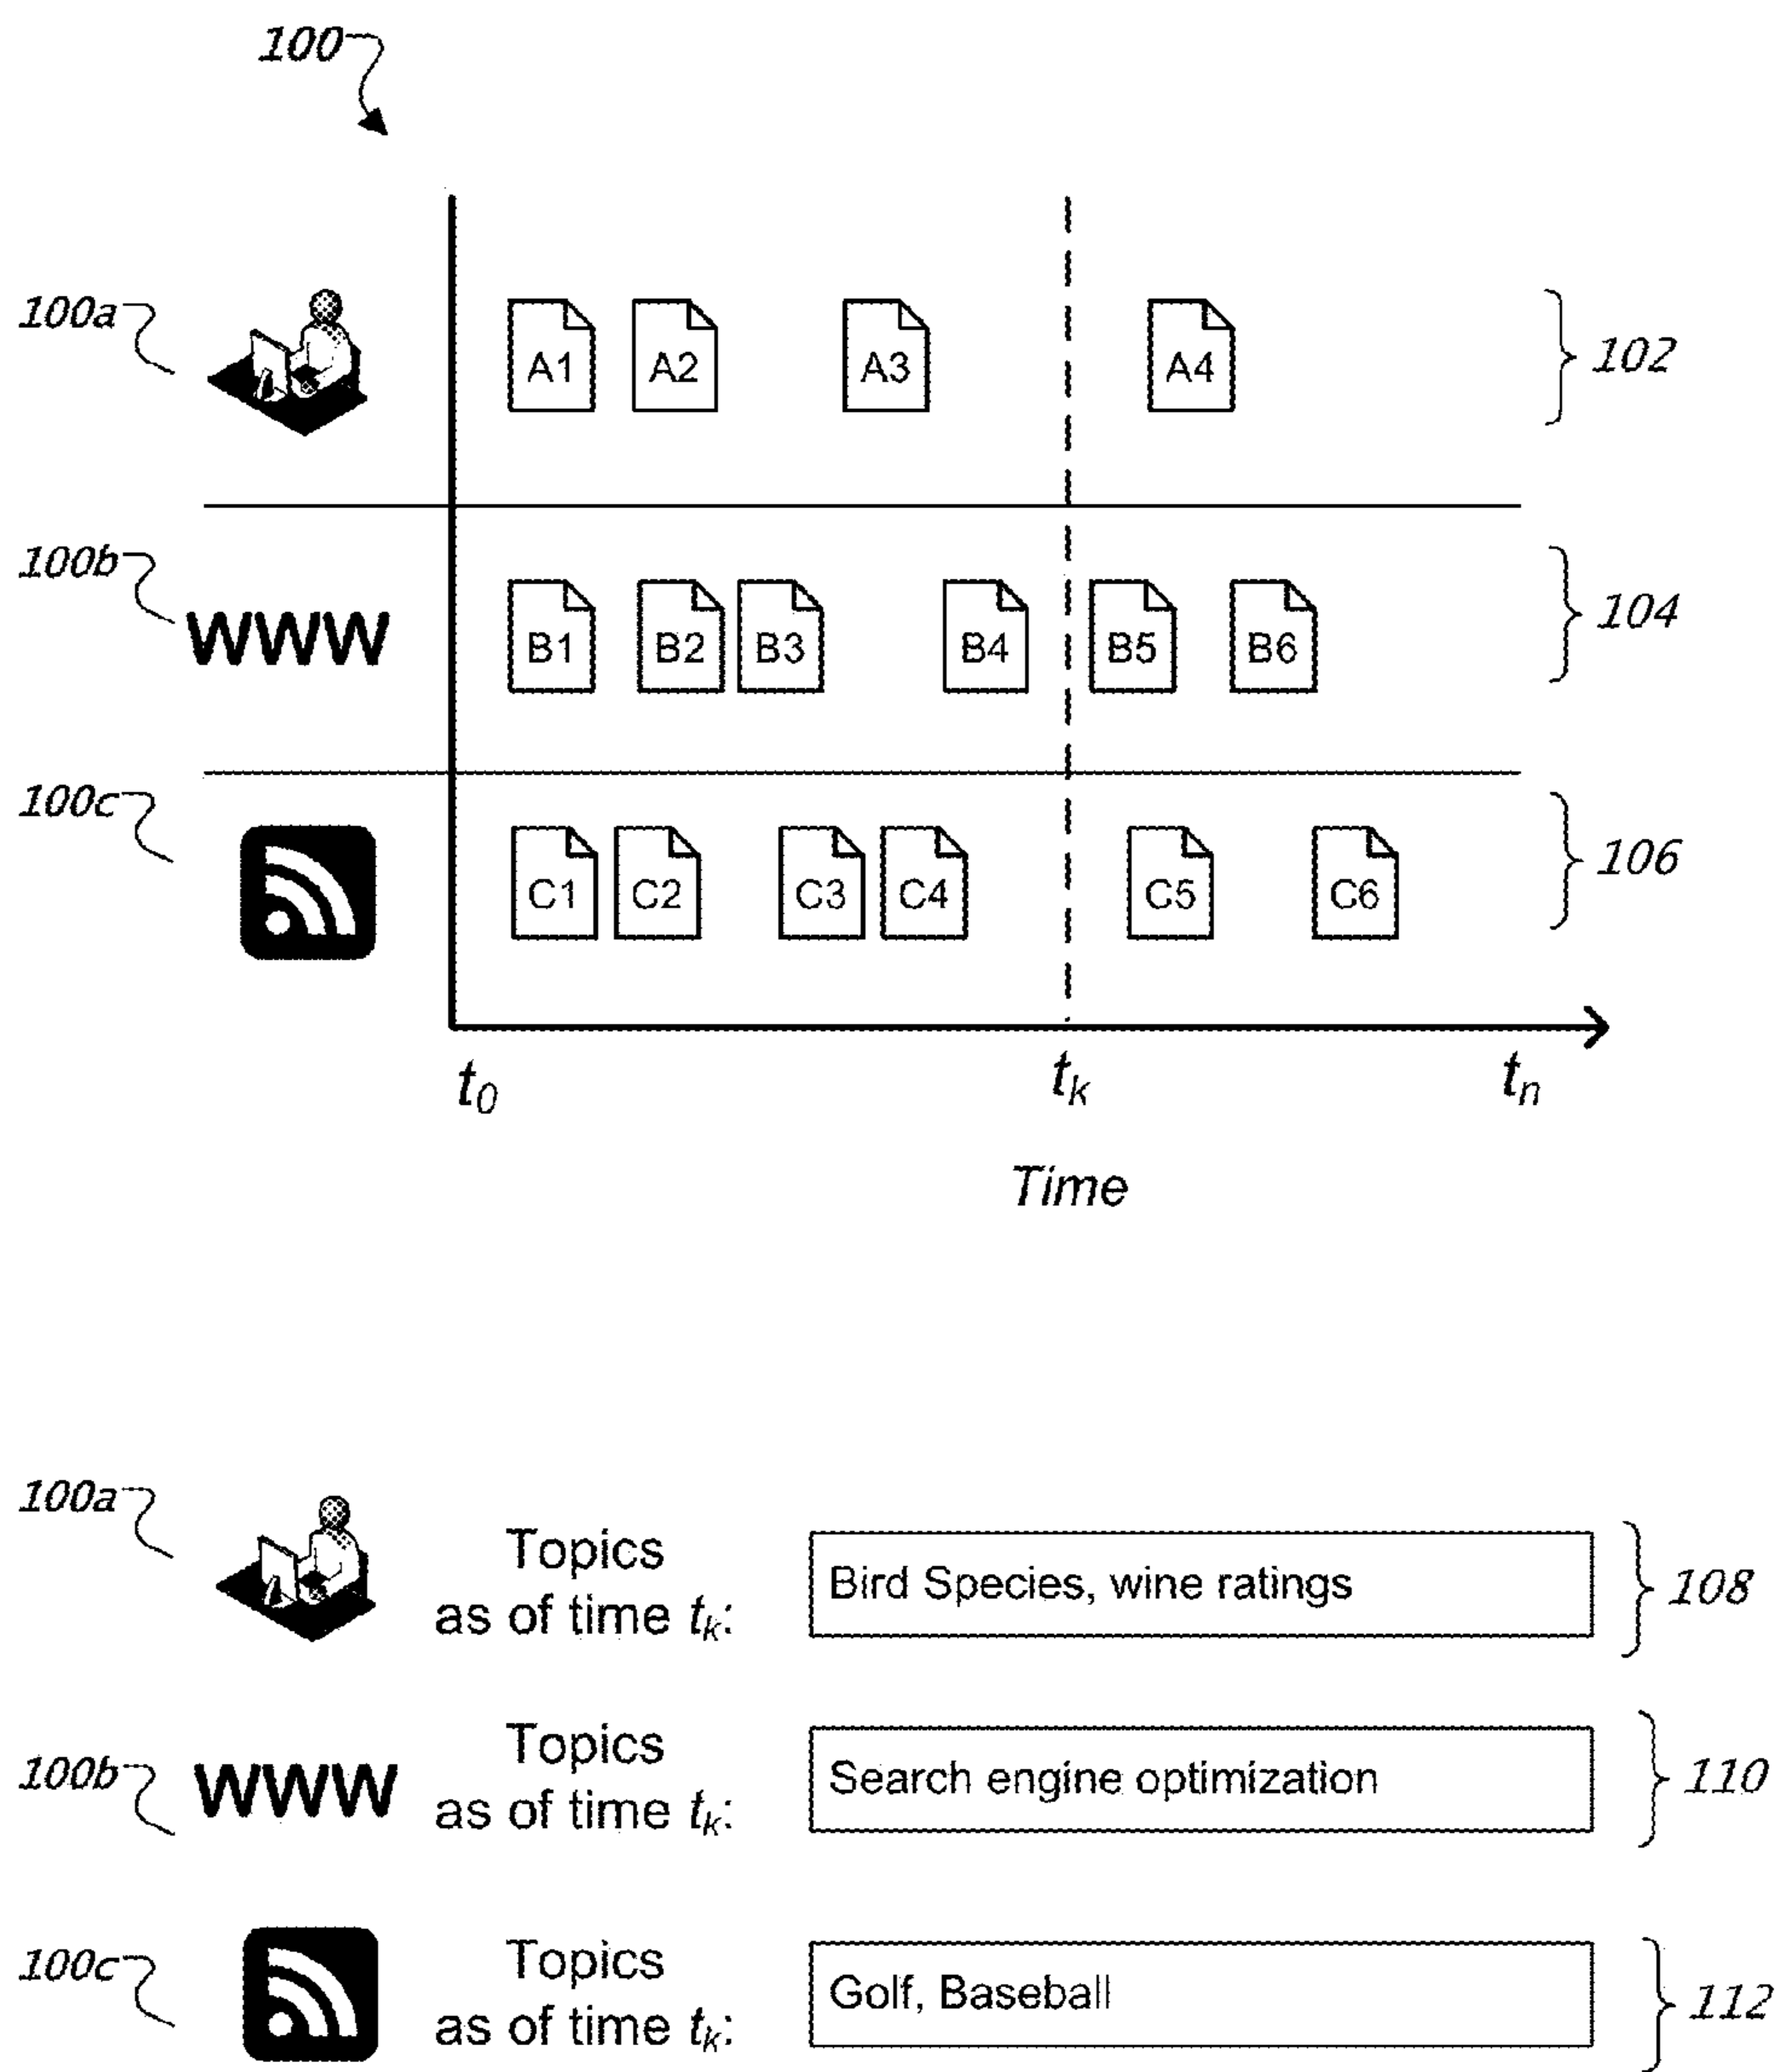 100
100a
A1 A2 A3 A4
102
100b
WWW
B1 B2 B3 B4 B5 B6
104
100c
C1 C2 C3 C4 C5 C6
106
t0 tk tn
Time
100a
Topics
as of time tk:
Bird Species, wine ratings
108
100b
WWW
Topics
as of time tk:
Search engine optimization
110
100c
Topics
as of time tk:
Golf, Baseball
112